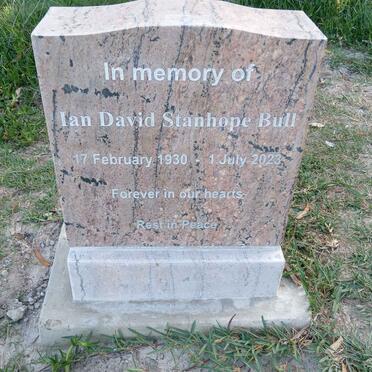 In memory of
Ian David Stanhope Bull
17 February 1930 - 1 July 2023
Forever in our hearts
Rest in Peace